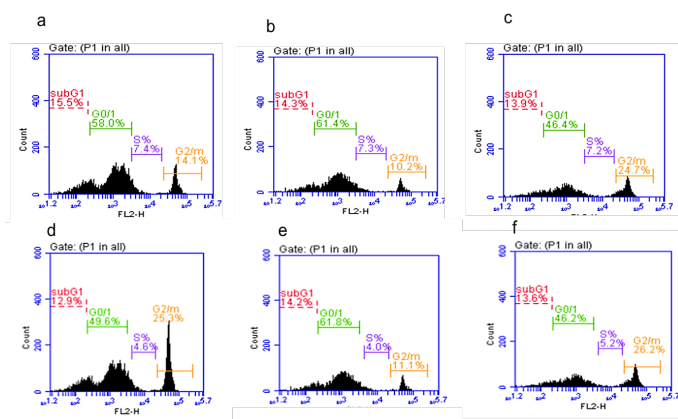 a
Gate: (P1 in all)
600
400
200
0
Count
subG1
15.5%
G0/1
58.0%
S%
7.4%
G2/m
14.1%
FL2-H
b
Gate: (P1 in all)
600
400
200
0
Count
subG1
14.3%
G0/1
61.4%
S%
7.3%
G2/m
10.2%
FL2-H
c
Gate: (P1 in all)
600
400
200
0
Count
subG1
13.9%
G0/1
46.4%
S%
7.2%
G2/m
24.7%
FL2-H
d
Gate: (P1 in all)
600
400
200
0
Count
subG1
12.9%
G0/1
49.6%
S%
4.6%
G2/m
25.3%
FL2-H
e
Gate: (P1 in all)
600
400
200
0
Count
subG1
14.2%
G0/1
61.8%
S%
4.0%
G2/m
11.1%
FL2-H
f
Gate: (P1 in all)
600
400
200
0
Count
subG1
13.6%
G0/1
46.2%
S%
5.2%
G2/m
26.2%
FL2-H